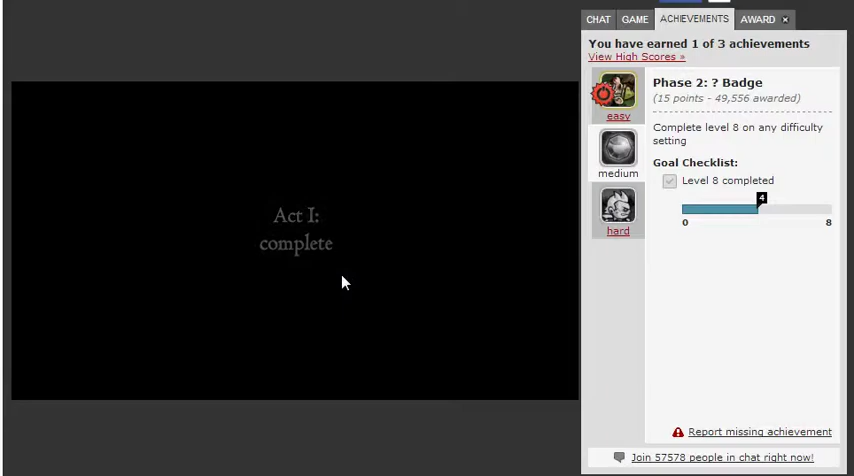 CHAT GAME ACHIEVEMENTS AWARD
You have earned 1 of 3 achievements
View High Scores »
easy
medium
hard
Phase 2: ? Badge
(15 points - 49,556 awarded)
Complete level 8 on any difficulty
setting
Goal Checklist:
Level 8 completed
4
0 8
Act I:
complete
Report missing achievement
Join 57578 people in chat right now!